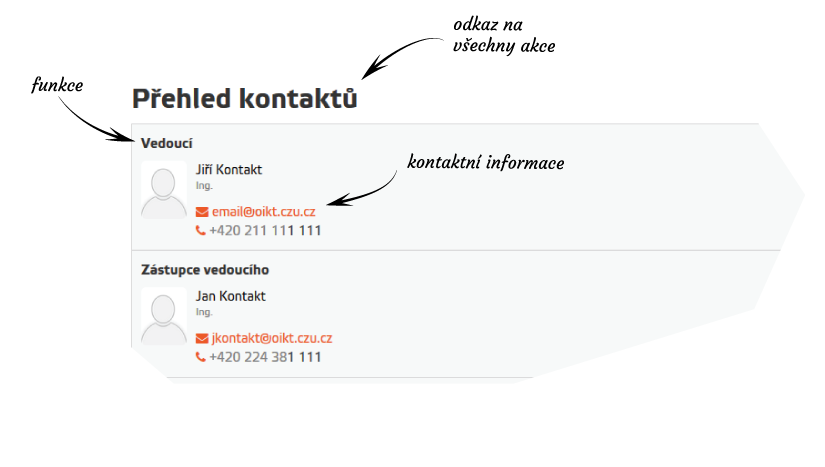 odkaz na
všechny akce
funkce
Přehled kontaktů
Vedoucí
kontaktní informace
Jiří Kontakt
Ing.
email@oikt.czu.cz
+420 211 111 111
Zástupce vedoucího
Jan Kontakt
Ing.
jkontakt@oikt.czu.cz
+420 224 381 111